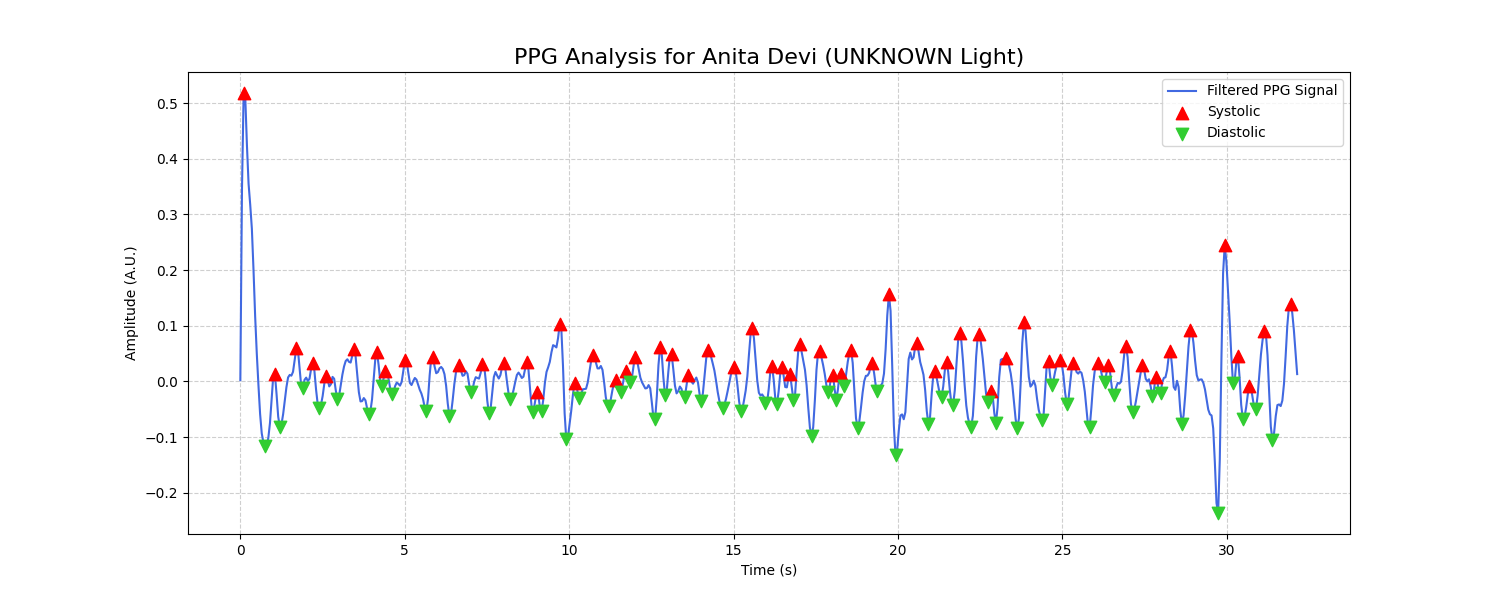 PPG Analysis for Anita Devi (UNKNOWN Light)
Filtered PPG Signal
Systolic
Diastolic
Amplitude (A.U.)
0.5
0.4
0.3
0.2
0.1
0.0
−0.1
−0.2
0 5 10 15 20 25 30
Time (s)